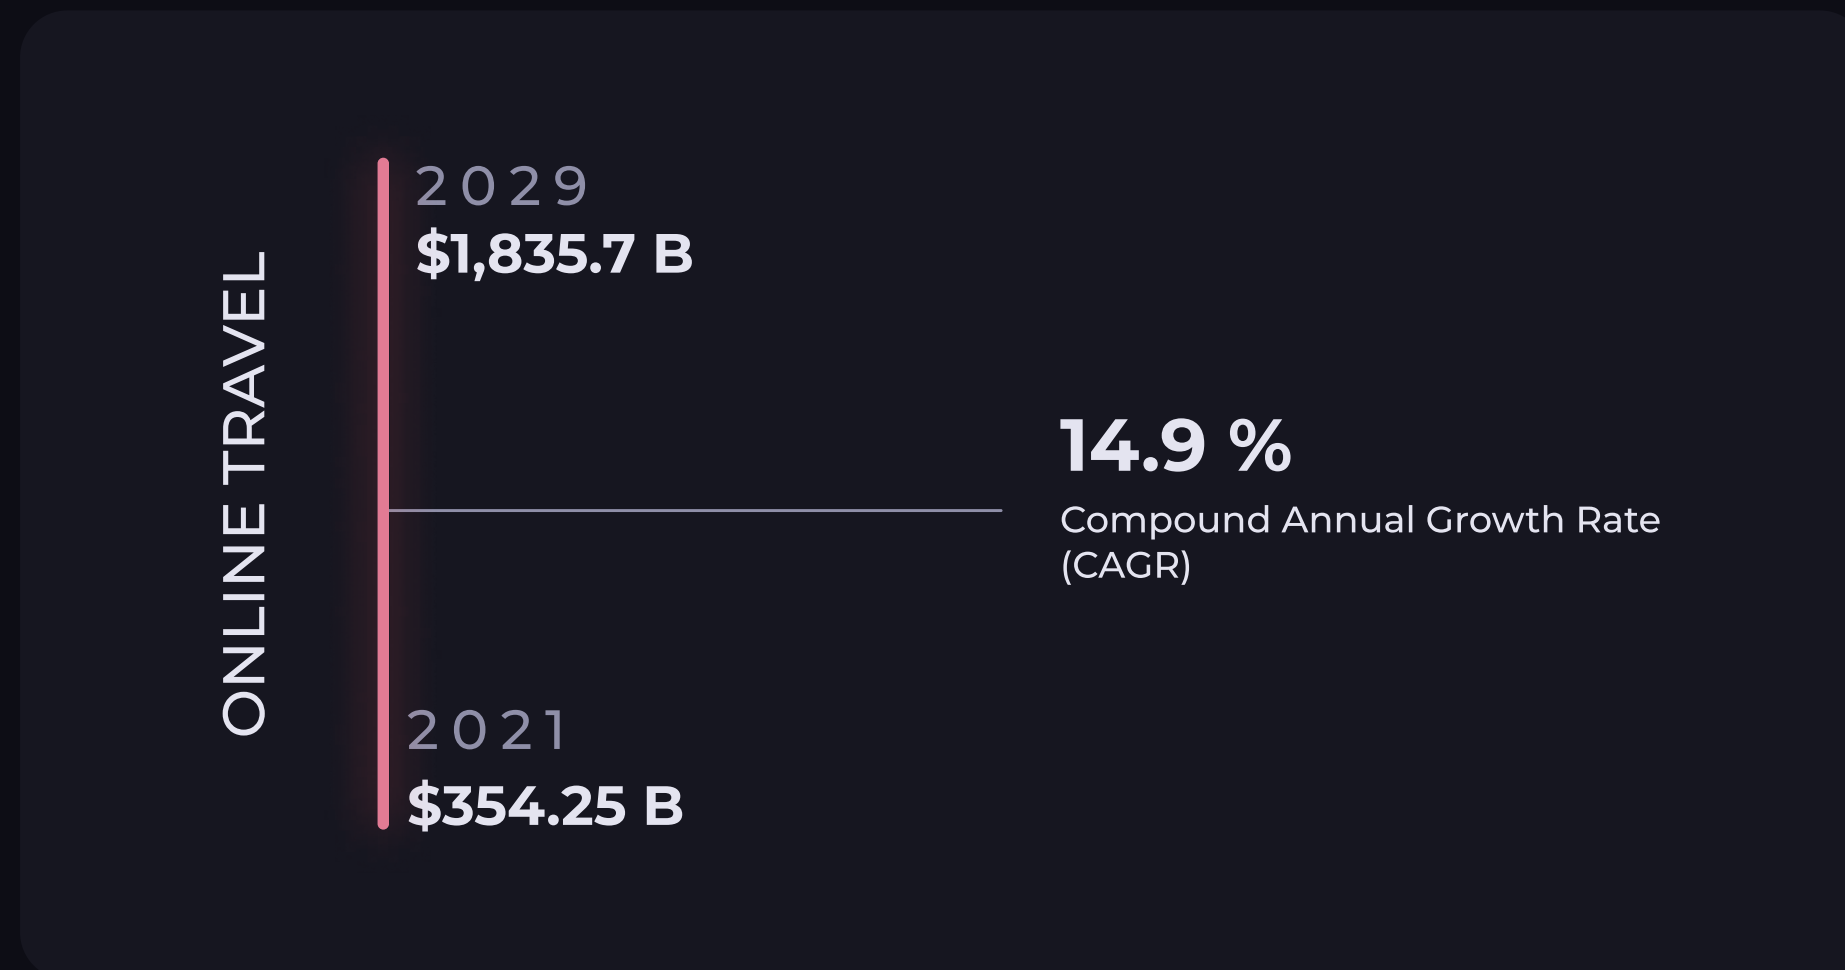 ONLINE TRAVEL
2029
$1,835.7 B
14.9 %
Compound Annual Growth Rate
(CAGR)
2021
$354.25 B